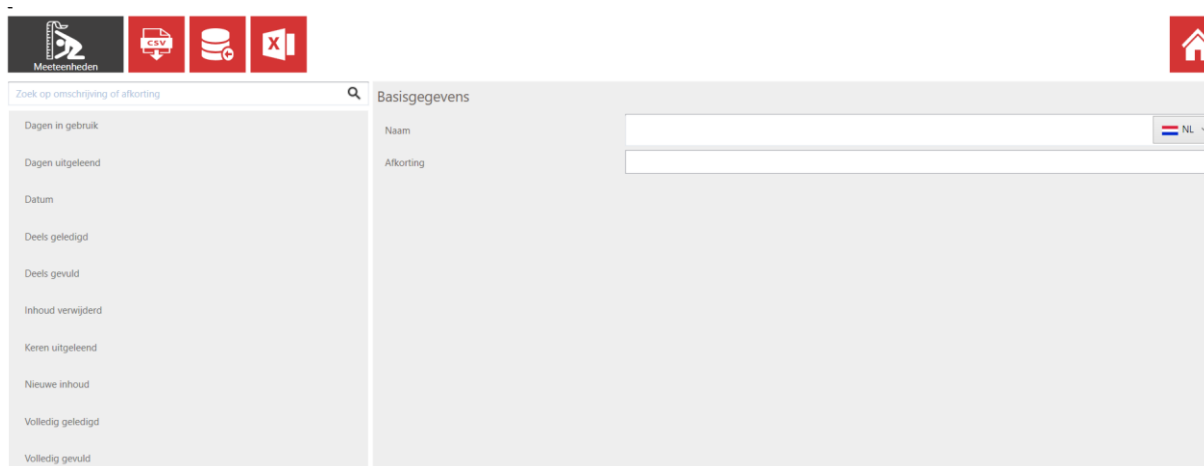 CSV
X
Meeteenheden
Zoek op omschrijving of afkorting
Dagen in gebruik
Dagen uitgeleend
Datum
Deels geledigd
Deels gevuld
Inhoud verwijderd
Keren uitgeleend
Nieuwe inhoud
Volledig geledigd
Volledig gevuld
Basisgegevens
Naam
NL
Afkorting